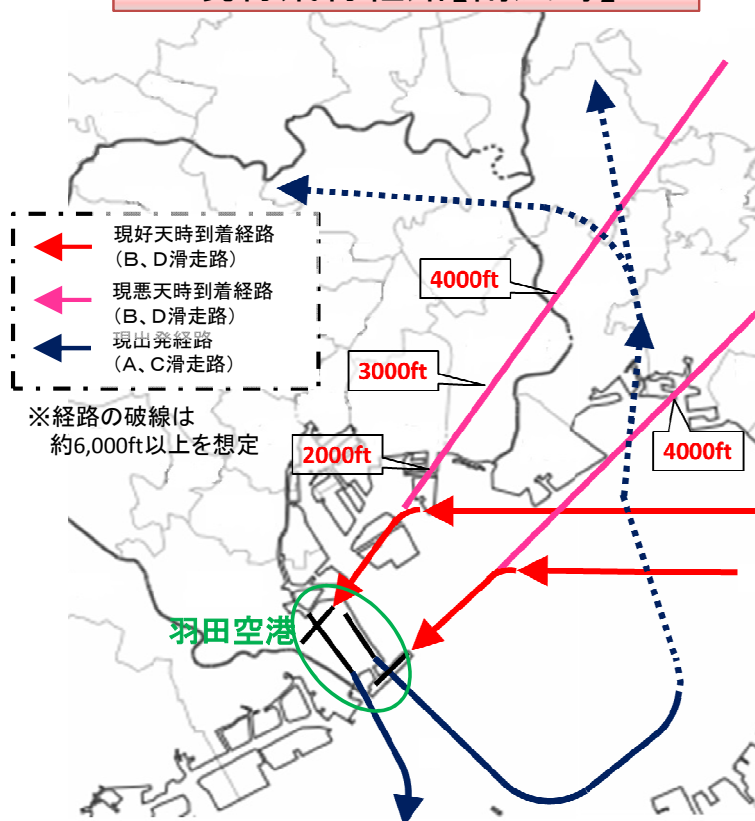 現好天時到着経路
（B、D滑走路）
現悪天時到着経路
（B、D滑走路）
現出発経路
（A、C滑走路）
※経路の破線は
約6,000ft以上を想定
4000ft
3000ft
2000ft
4000ft
羽田空港